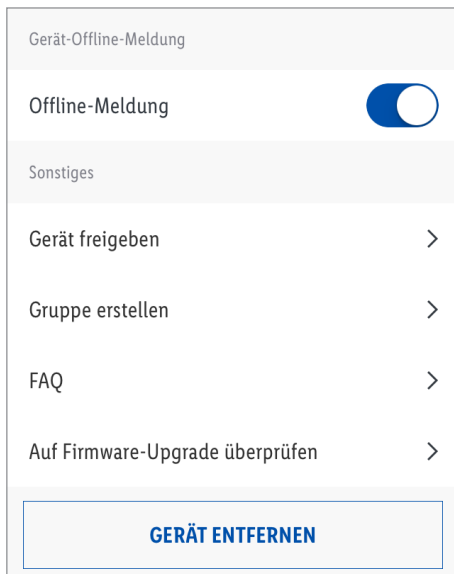 Gerät-Offline-Meldung
Offline-Meldung
Sonstiges
Gerät freigeben
Gruppe erstellen
FAQ
Auf Firmware-Upgrade überprüfen
GERÄT ENTFERNEN